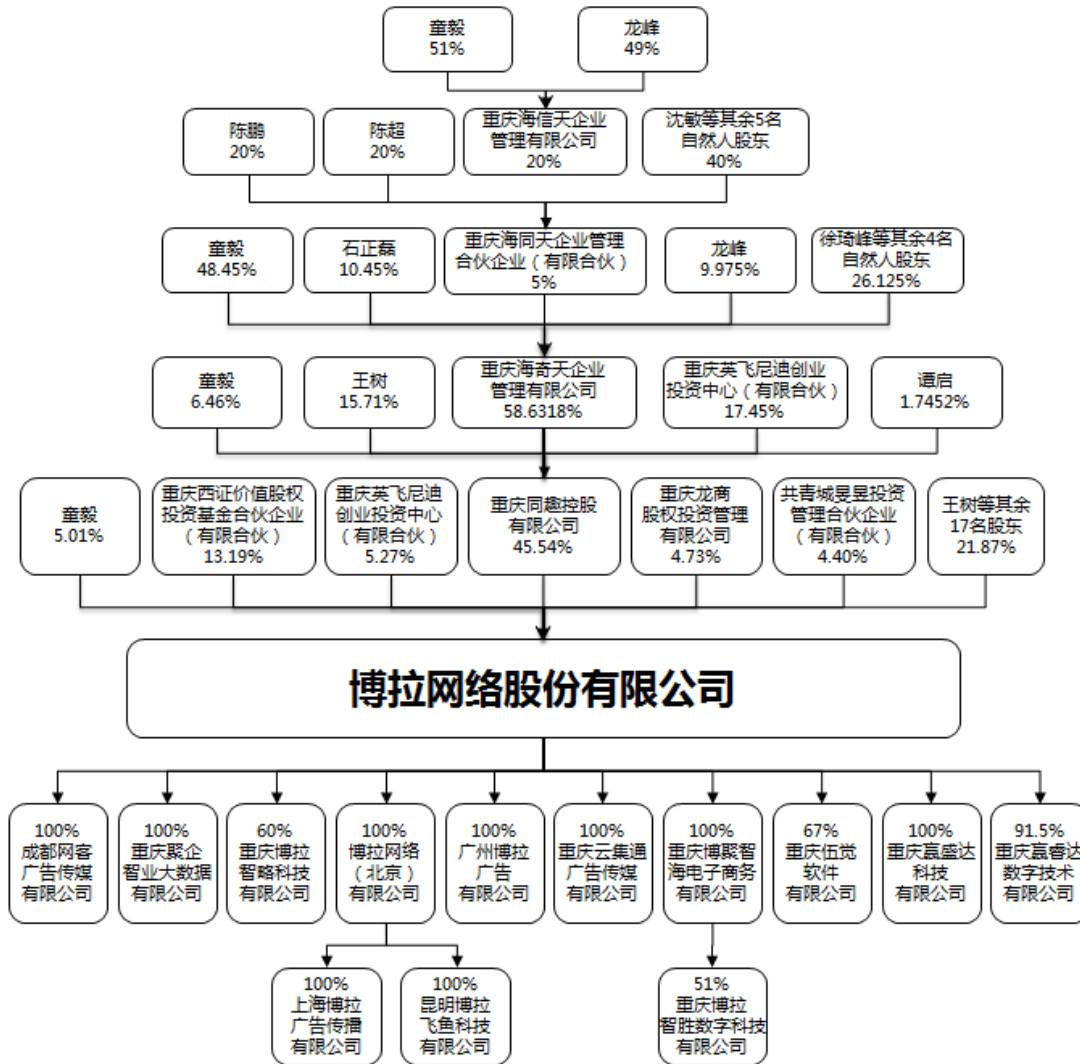 童毅
51%
龙峰
49%
陈鹏
20%
陈超
20%
重庆海信天企业
管理有限公司
20%
沈敏等其余5名
自然人股东
40%
童毅
48.45%
石正磊
10.45%
重庆海同天企业管理
合伙企业（有限合伙）
5%
龙峰
9.975%
徐琦峰等其余4名
自然人股东
26.125%
童毅
6.46%
王树
15.71%
重庆海奇天企业
管理有限公司
58.6318%
重庆英飞尼迪创业
投资中心（有限合伙）
17.45%
谭启
1.7452%
童毅
5.01%
重庆西证价值股权
投资基金合伙企业
（有限合伙）
13.19%
重庆英飞尼迪
创业投资中心
（有限合伙）
5.27%
重庆同趣控股
有限公司
45.54%
重庆龙商
股权投资管理
有限公司
4.73%
共青城旻昱投资
管理合伙企业
（有限合伙）
4.40%
王树等其余
17名股东
21.87%
博拉网络股份有限公司
100%
成都网客
广告传媒
有限公司
100%
重庆聚企
智业大数据
有限公司
60%
重庆博拉
智略科技
有限公司
100%
博拉网络
（北京）
有限公司
100%
广州博拉
广告
有限公司
100%
重庆云集通
广告传媒
有限公司
100%
重庆博聚智
海电子商务
有限公司
67%
重庆伍觉
软件
有限公司
100%
重庆赢盛达
科技
有限公司
91.5%
重庆赢睿达
数字技术
有限公司
100%
上海博拉
广告传播
有限公司
100%
昆明博拉
飞鱼科技
有限公司
51%
重庆博拉
智胜数字科技
有限公司